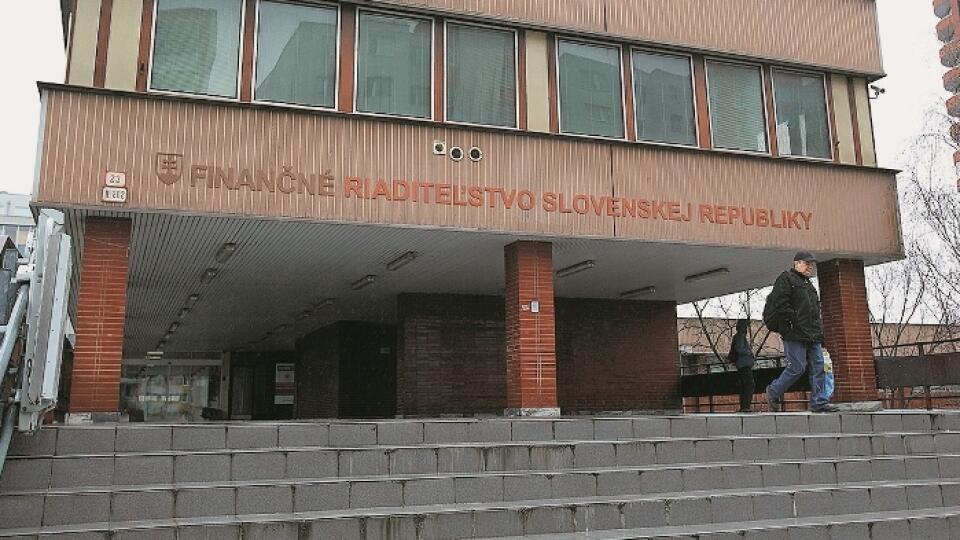 FINANČNÉ RIADITEĽSTVO SLOVENSKEJ REPUBLIKY
23